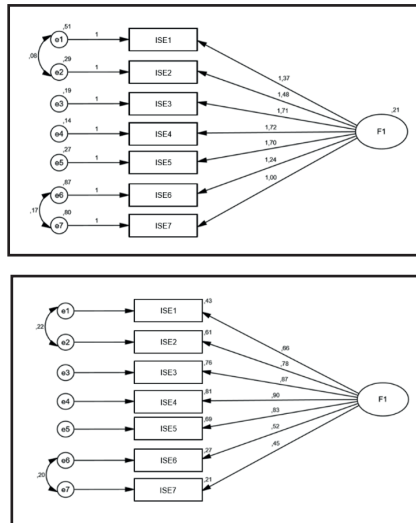 ,51
e1 1 ISE1
,08
,29
e2 1 ISE2
,19
e3 1 ISE3
,14
e4 1 ISE4
,27
e5 1 ISE5
,67
e6 1 ISE6
,17
,80
e7 1 ISE7
1,37
1,48
1,71
1,72
1,70
1,24
1,00
,21
F1
e1 ISE1 ,43
,22
e2 ISE2 ,61
e3 ISE3 ,76
e4 ISE4 ,81
e5 ISE5 ,69
e6 ISE6 ,27
,20
e7 ISE7 ,21
,66
,78
,87
,90
,83
,52
,45
F1